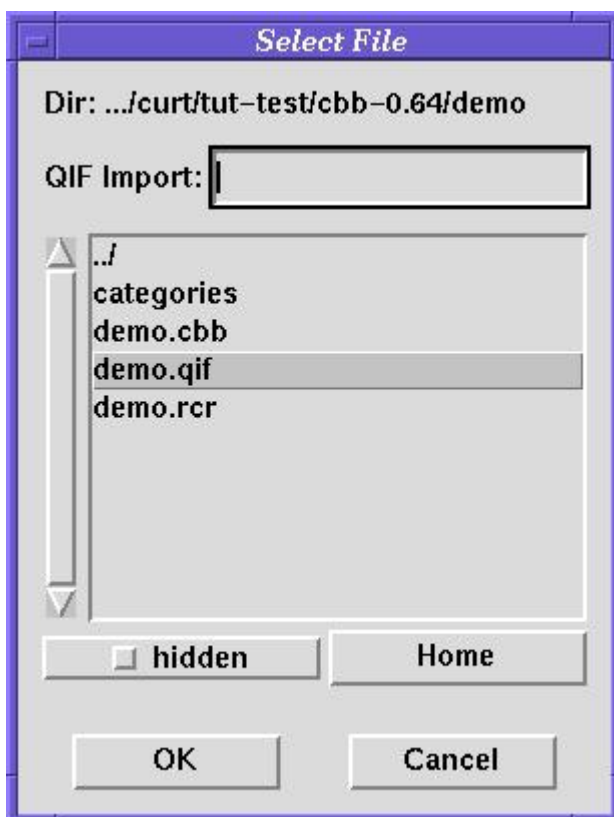 Select File
Dir: .../curt/tut-test/cbb-0.64/demo
QIF Import:
../
categories
demo.cbb
demo.qif
demo.rcr
hidden Home
OK Cancel